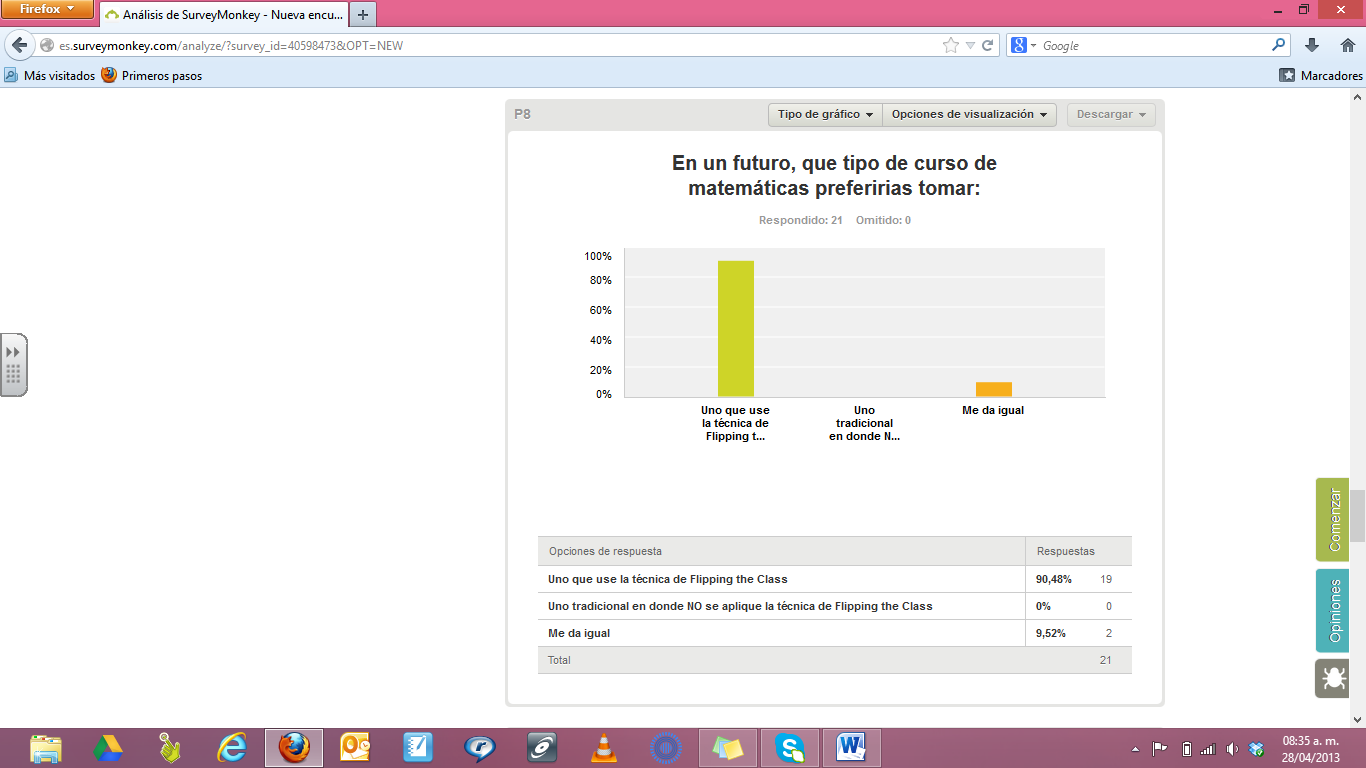 Firefox
Análisis de SurveyMonkey - Nueva encu...
es.surveymonkey.com/analyze/?survey_id=40598473&OPT=NEW
Google
Más visitados
Primeros pasos
Marcadores
P8
Tipo de gráfico
Opciones de visualización
Descargar
En un futuro, que tipo de curso de
matemáticas preferirias tomar:
Respondido: 21 Omitido: 0
100%
80%
60%
40%
20%
0%
Uno que use
la técnica de
Flipping t...
Uno
tradicional
en donde N...
Me da igual
Opciones de respuesta Respuestas
Uno que use la técnica de Flipping the Class 90,48% 19
Uno tradicional en donde NO se aplique la técnica de Flipping the Class 0% 0
Me da igual 9,52% 2
Total 21
Comenzar
Opiniones
08:35 a. m.
28/04/2013